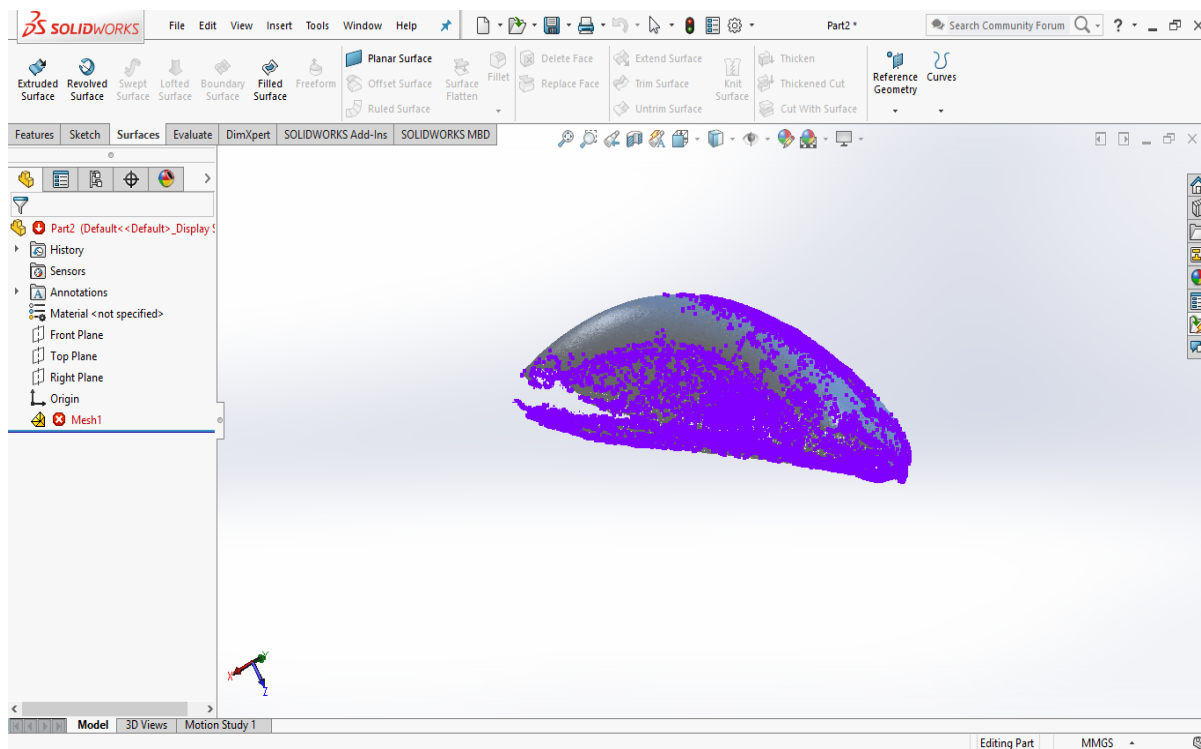 SOLIDWORKS File Edit View Insert Tools Window Help Part2 * Search Community Forum ?
Extruded Surface
Revolved Surface
Swept Surface
Lofted Surface
Boundary Surface
Filled Surface
Freeform
Planar Surface
Offset Surface
Ruled Surface
Surface Flatten
Fillet
Delete Face
Replace Face
Extend Surface
Trim Surface
Untrim Surface
Knit Surface
Thicken
Thickened Cut
Cut With Surface
Reference Geometry
Curves
Features Sketch Surfaces Evaluate DimXpert SOLIDWORKS Add-Ins SOLIDWORKS MBD
Part2 (Default<<Default>_Display S
History
Sensors
Annotations
Material <not specified>
Front Plane
Top Plane
Right Plane
Origin
Mesh1
X Y Z
Model 3D Views Motion Study 1
Editing Part MMGS